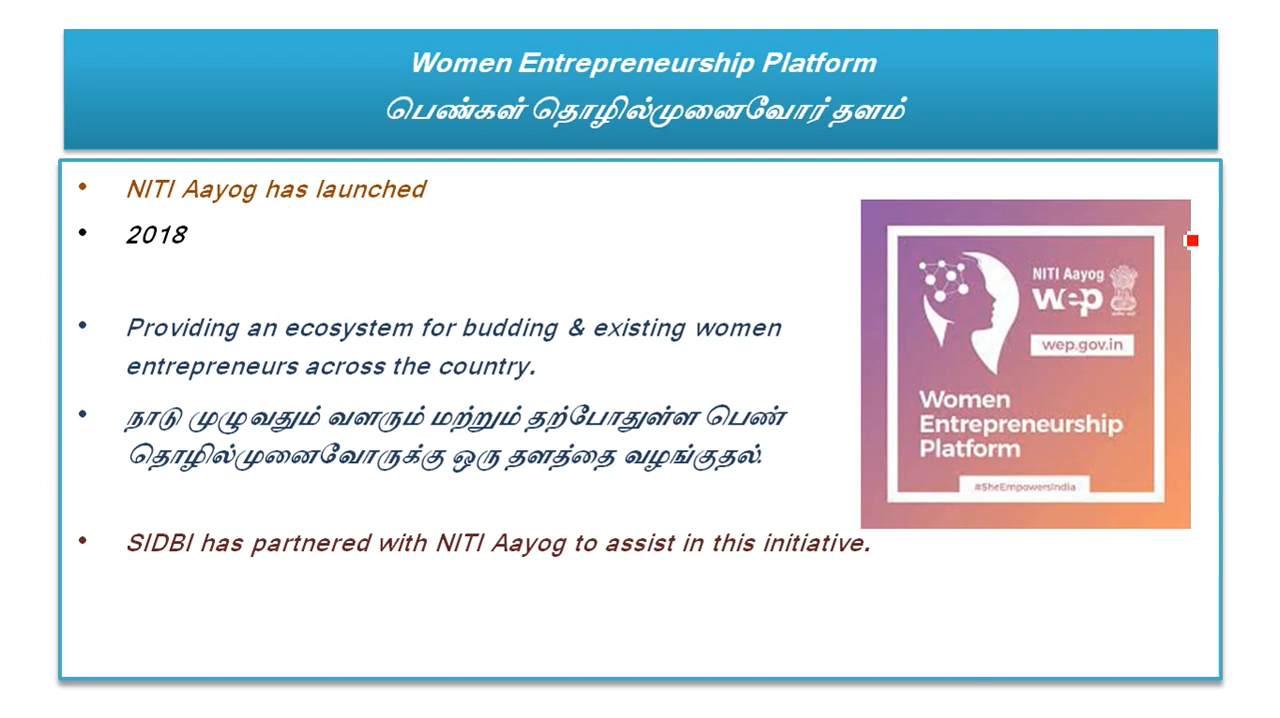 Women Entrepreneurship Platform
பெண்கள் தொழில்முனைவோர் தளம்
• NITI Aayog has launched
• 2018
• Providing an ecosystem for budding & existing women
entrepreneurs across the country.
• நாடு முழுவதும் வளரும் மற்றும் தற்போதுள்ள பெண்
தொழில்முனைவோருக்கு ஒரு தளத்தை வழங்குதல்.
• SIDBI has partnered with NITI Aayog to assist in this initiative.
NITI Aayog
wep
wep.gov.in
Women
Entrepreneurship
Platform
#SheEmpowersIndia